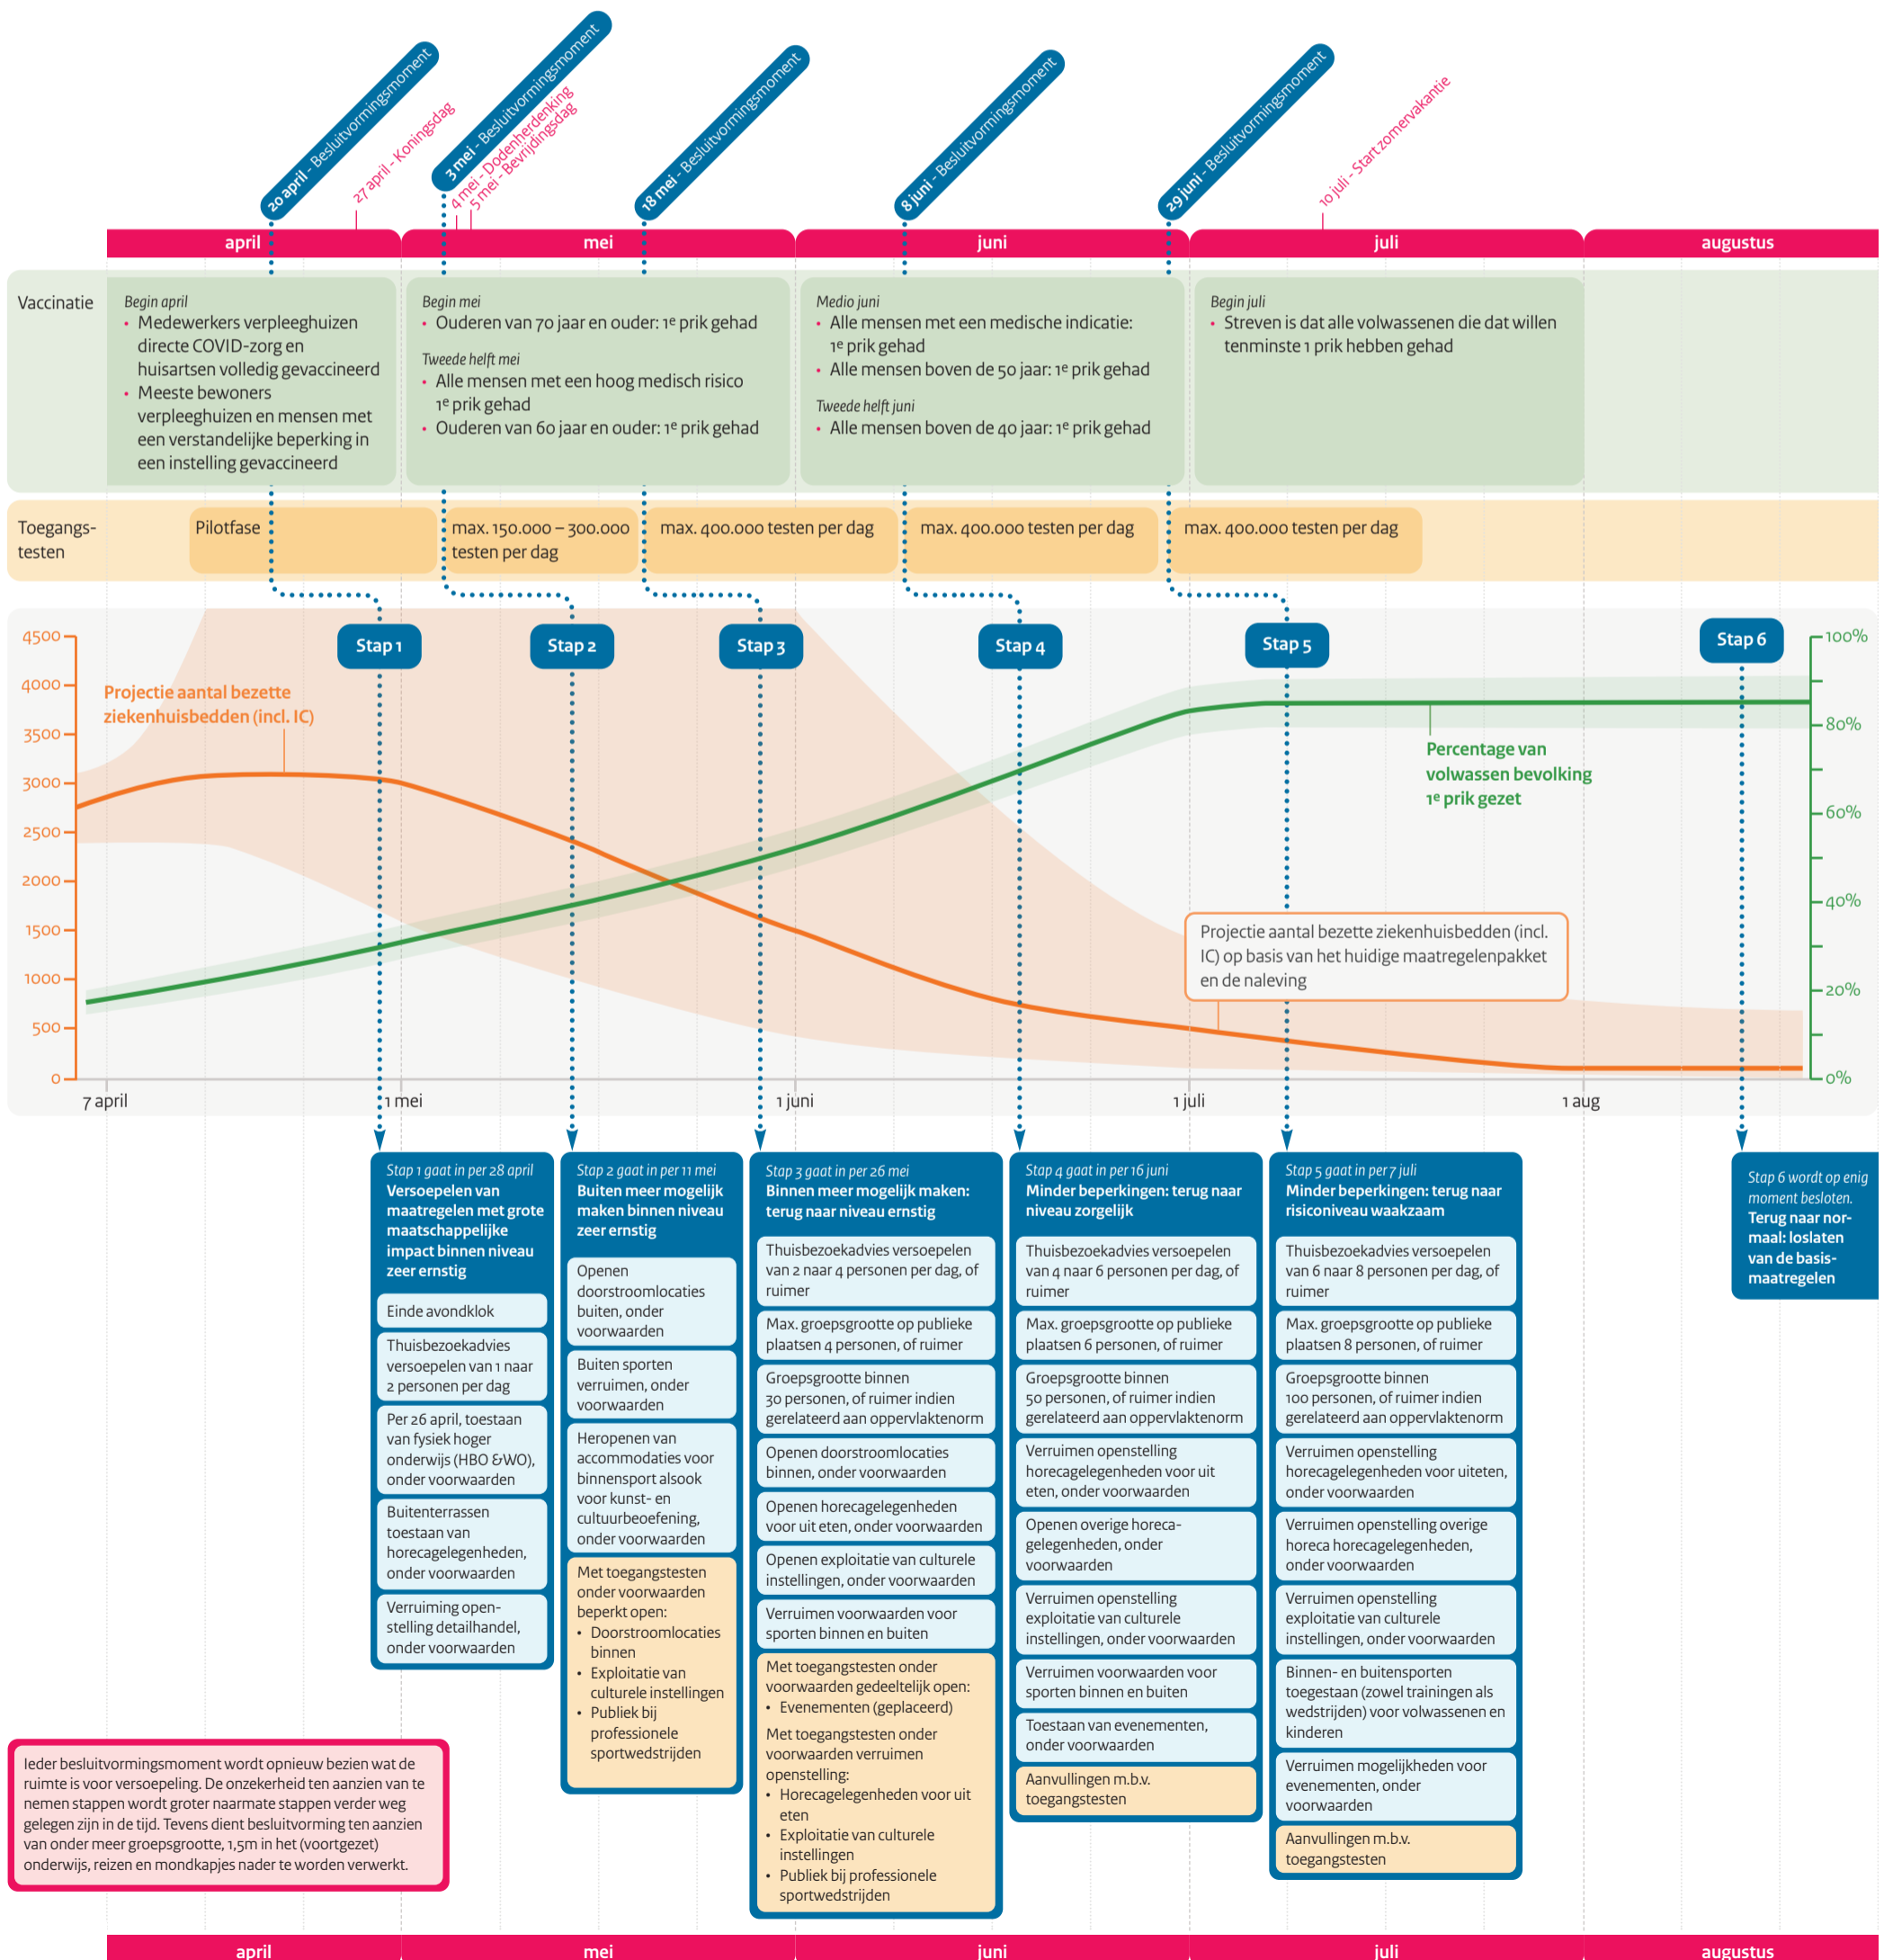 20 april - Besluitvormingsmoment
27 april - Koningsdag
3 mei - Besluitvormingsmoment
4 mei - Dodenherdenking
5 mei - Bevrijdingsdag
18 mei - Besluitvormingsmoment
8 juni - Besluitvormingsmoment
29 juni - Besluitvormingsmoment
10 juli - Start zomervakantie
april
mei
juni
juli
augustus
Vaccinatie
Begin april
• Medewerkers verpleeghuizen
directe COVID-zorg en
huisartsen volledig gevaccineerd
• Meeste bewoners
verpleeghuizen en mensen met
een verstandelijke beperking in
een instelling gevaccineerd
Begin mei
• Ouderen van 70 jaar en ouder: 1e prik gehad
Tweede helft mei
• Alle mensen met een hoog medisch risico
1e prik gehad
• Ouderen van 60 jaar en ouder: 1e prik gehad
Medio juni
• Alle mensen met een medische indicatie:
1e prik gehad
• Alle mensen boven de 50 jaar: 1e prik gehad
Tweede helft juni
• Alle mensen boven de 40 jaar: 1e prik gehad
Begin juli
• Streven is dat alle volwassenen die dat willen
tenminste 1 prik hebben gehad
Toegangs-
testen
Pilotfase
max. 150.000 – 300.000
testen per dag
max. 400.000 testen per dag
max. 400.000 testen per dag
max. 400.000 testen per dag
Stap 1
Stap 2
Stap 3
Stap 4
Stap 5
Stap 6
4500
4000
3500
3000
2500
2000
1500
1000
500
0
Projectie aantal bezette
ziekenhuisbedden (incl. IC)
100%
80%
60%
40%
20%
0%
Percentage van
volwassen bevolking
1e prik gezet
Projectie aantal bezette ziekenhuisbedden (incl.
IC) op basis van het huidige maatregelenpakket
en de naleving
7 april
1 mei
1 juni
1 juli
1 aug
Stap 1 gaat in per 28 april
Versoepelen van
maatregelen met grote
maatschappelijke
impact binnen niveau
zeer ernstig
Einde avondklok
Thuisbezoekadvies
versoepelen van 1 naar
2 personen per dag
Per 26 april, toestaan
van fysiek hoger
onderwijs (HBO &WO),
onder voorwaarden
Buitenterrassen
toestaan van
horecagelegenheden,
onder voorwaarden
Verruiming open-
stelling detailhandel,
onder voorwaarden
Stap 2 gaat in per 11 mei
Buiten meer mogelijk
maken binnen niveau
zeer ernstig
Openen
doorstroomlocaties
buiten, onder
voorwaarden
Buiten sporten
verruimen, onder
voorwaarden
Heropenen van
accommodaties voor
binnensport alsook
voor kunst- en
cultuurbeoefening,
onder voorwaarden
Met toegangstesten
onder voorwaarden
beperkt open:
• Doorstroomlocaties
binnen
• Exploitatie van
culturele instellingen
• Publiek bij
professionele
sportwedstrijden
Stap 3 gaat in per 26 mei
Binnen meer mogelijk maken:
terug naar niveau ernstig
Thuisbezoekadvies versoepelen
van 2 naar 4 personen per dag, of
ruimer
Max. groepsgrootte op publieke
plaatsen 4 personen, of ruimer
Groepsgrootte binnen
30 personen, of ruimer indien
gerelateerd aan oppervlaktenorm
Openen doorstroomlocaties
binnen, onder voorwaarden
Openen horecagelegenheden
voor uit eten, onder voorwaarden
Openen exploitatie van culturele
instellingen, onder voorwaarden
Verruimen voorwaarden voor
sporten binnen en buiten
Met toegangstesten onder
voorwaarden gedeeltelijk open:
• Evenementen (geplaceerd)
Met toegangstesten onder
voorwaarden verruimen
openstelling:
• Horecagelegenheden voor uit
eten
• Exploitatie van culturele
instellingen
• Publiek bij professionele
sportwedstrijden
Stap 4 gaat in per 16 juni
Minder beperkingen: terug naar
niveau zorgelijk
Thuisbezoekadvies versoepelen
van 4 naar 6 personen per dag, of
ruimer
Max. groepsgrootte op publieke
plaatsen 6 personen, of ruimer
Groepsgrootte binnen
50 personen, of ruimer indien
gerelateerd aan oppervlaktenorm
Verruimen openstelling
horecagelegenheden voor uit
eten, onder voorwaarden
Openen overige horeca-
gelegenheden, onder
voorwaarden
Verruimen openstelling
exploitatie van culturele
instellingen, onder voorwaarden
Verruimen voorwaarden voor
sporten binnen en buiten
Toestaan van evenementen,
onder voorwaarden
Aanvullingen m.b.v.
toegangstesten
Stap 5 gaat in per 7 juli
Minder beperkingen: terug naar
risiconiveau waakzaam
Thuisbezoekadvies versoepelen
van 6 naar 8 personen per dag, of
ruimer
Max. groepsgrootte op publieke
plaatsen 8 personen, of ruimer
Groepsgrootte binnen
100 personen, of ruimer indien
gerelateerd aan oppervlaktenorm
Verruimen openstelling
horecagelegenheden voor uiteten,
onder voorwaarden
Verruimen openstelling overige
horeca horecagelegenheden,
onder voorwaarden
Verruimen openstelling
exploitatie van culturele
instellingen, onder voorwaarden
Binnen- en buitensporten
toegestaan (zowel trainingen als
wedstrijden) voor volwassenen en
kinderen
Verruimen mogelijkheden voor
evenementen, onder
voorwaarden
Aanvullingen m.b.v.
toegangstesten
Stap 6 wordt op enig
moment besloten.
Terug naar nor-
maal: loslaten
van de basis-
maatregelen
Ieder besluitvormingsmoment wordt opnieuw bezien wat de
ruimte is voor versoepeling. De onzekerheid ten aanzien van te
nemen stappen wordt groter naarmate stappen verder weg
gelegen zijn in de tijd. Tevens dient besluitvorming ten aanzien
van onder meer groepsgrootte, 1,5m in het (voortgezet)
onderwijs, reizen en mondkapjes nader te worden verwerkt.
april
mei
juni
juli
augustus